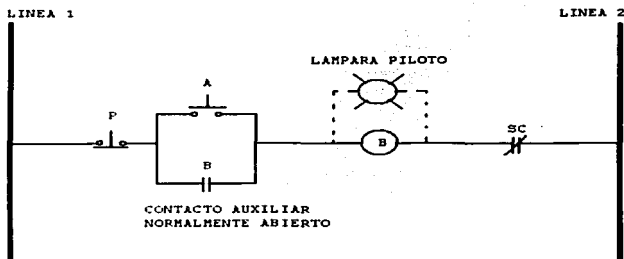 LINEA 1
LINEA 2
LAMPARA PILOTO
A
P
B
SC
B
CONTACTO AUXILIAR
NORMALMENTE ABIERTO